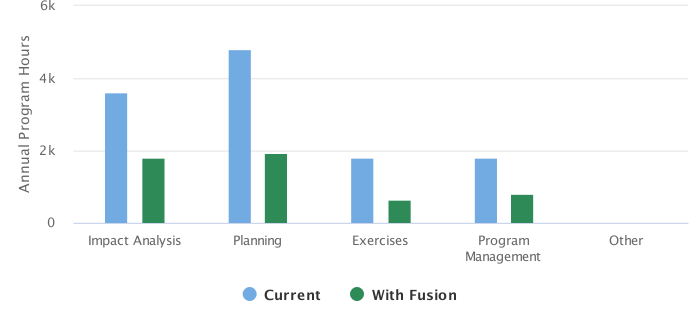 6k
4k
2k
0
Annual Program Hours
Impact Analysis
Planning
Exercises
Program
Management
Other
Current
With Fusion